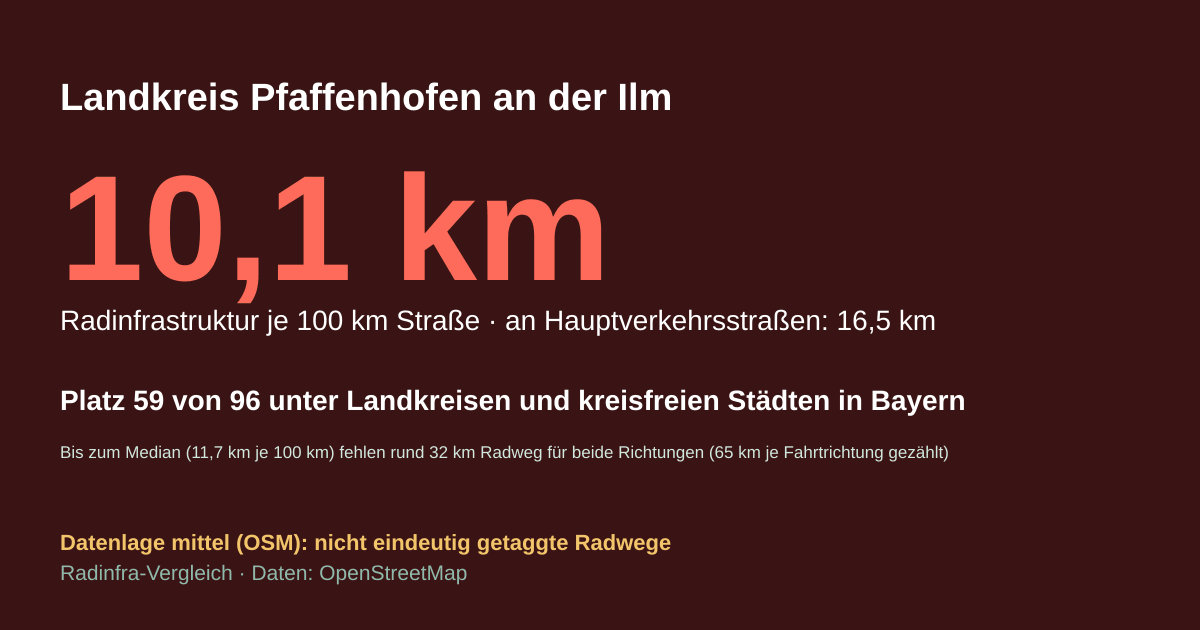 Landkreis Pfaffenhofen an der Ilm
10,1 km
Radinfrastruktur je 100 km Straße · an Hauptverkehrsstraßen: 16,5 km
Platz 59 von 96 unter Landkreisen und kreisfreien Städten in Bayern
Bis zum Median (11,7 km je 100 km) fehlen rund 32 km Radweg für beide Richtungen (65 km je Fahrtrichtung gezählt)
Datenlage mittel (OSM): nicht eindeutig getaggte Radwege
Radinfra-Vergleich · Daten: OpenStreetMap